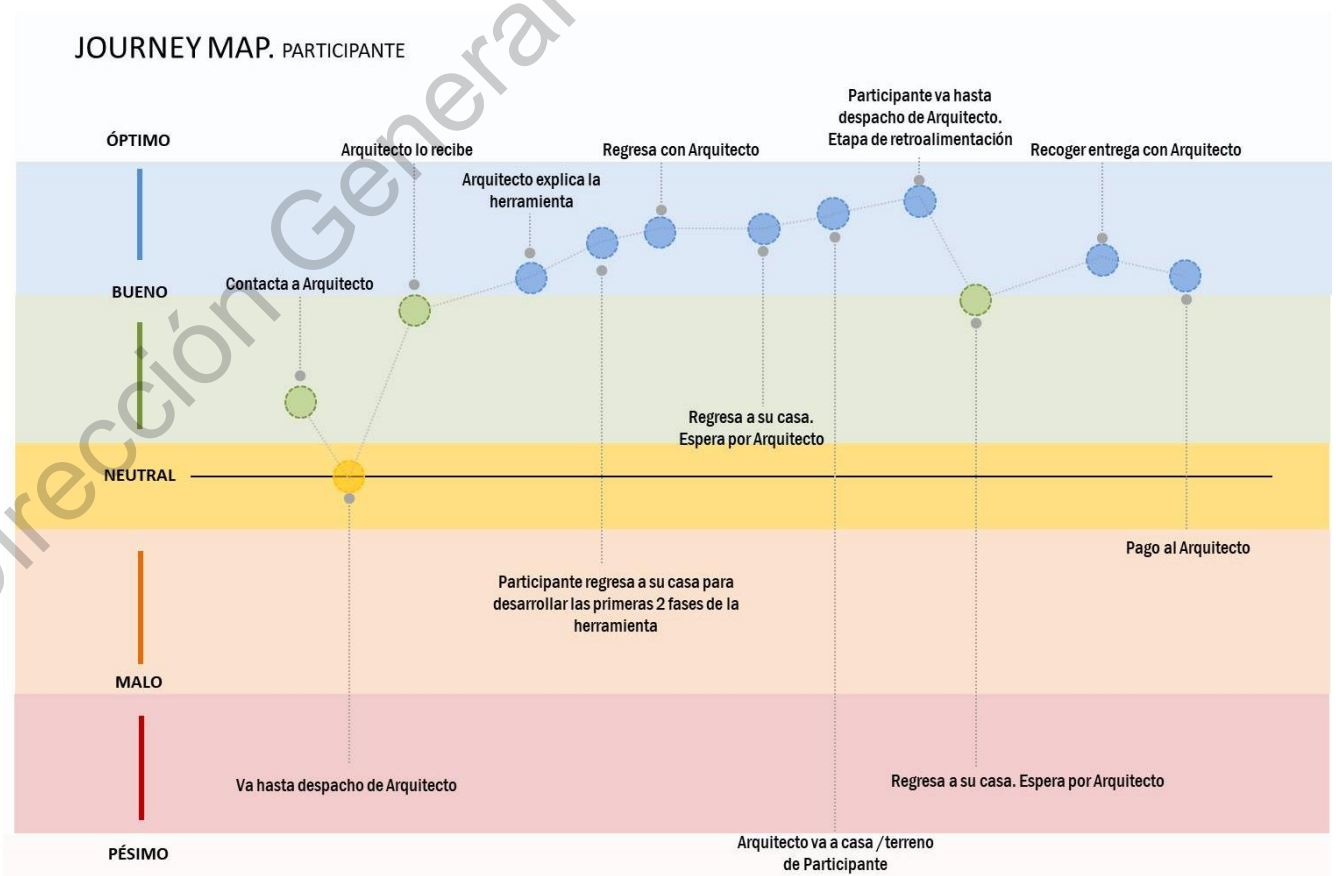 JOURNEY MAP. PARTICIPANTE
Participante va hasta
despacho de Arquitecto.
Etapa de retroalimentación
ÓPTIMO
Arquitecto lo recibe
Regresa con Arquitecto
Recoger entrega con Arquitecto
Arquitecto explica la
herramienta
BUENO
Contacta a Arquitecto
Regresa a su casa.
Espera por Arquitecto
NEUTRAL
Pago al Arquitecto
Participante regresa a su casa para
desarrollar las primeras 2 fases de la
herramienta
MALO
Va hasta despacho de Arquitecto
Regresa a su casa. Espera por Arquitecto
Arquitecto va a casa /terreno
de Participante
PÉSIMO
Dirección General